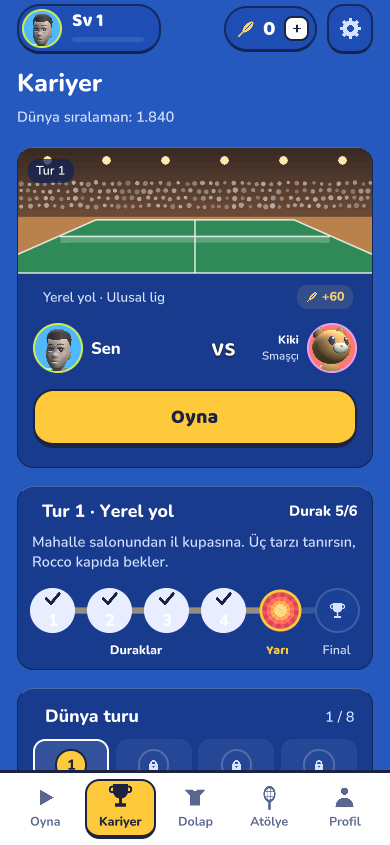 Sv 1
0
+
Kariyer
Dünya sıralaman: 1.840
Tur 1
Yerel yol · Ulusal lig
+60
Sen
VS
Kiki
Smaşçı
Oyna
Tur 1 · Yerel yol
Durak 5/6
Mahalle salonundan il kupasına. Üç tarzı tanırsın,
Rocco kapıda bekler.
1 2 3 4
Duraklar
Yarı
Final
Dünya turu
1 / 8
1
Oyna
Kariyer
Dolap
Atölye
Profil